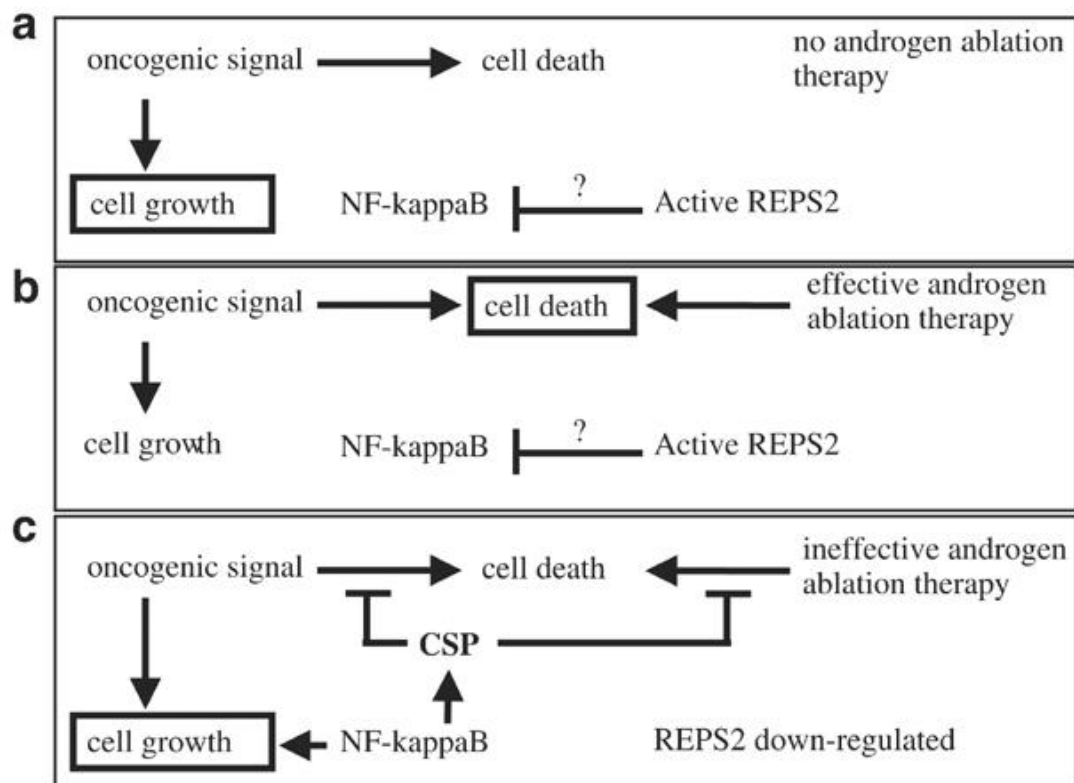 a
oncogenic signal
cell death
no androgen ablation
therapy
cell growth
NF-kappaB
?
Active REPS2
b
oncogenic signal
cell death
effective androgen
ablation therapy
cell growth
NF-kappaB
?
Active REPS2
c
oncogenic signal
cell death
ineffective androgen
ablation therapy
CSP
cell growth
NF-kappaB
REPS2 down-regulated